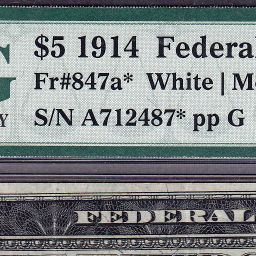 $5 1914 Federal
Fr#847a* White | M
S/N A712487* pp G
G
Y
FEDERAL